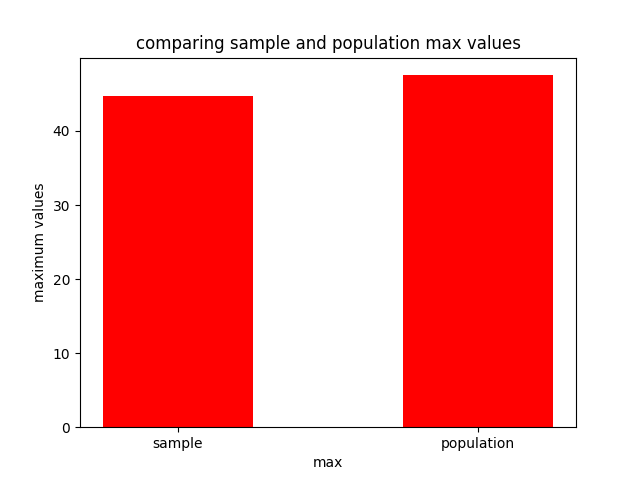 comparing sample and population max values
maximum values
40
30
20
10
0
sample population
max